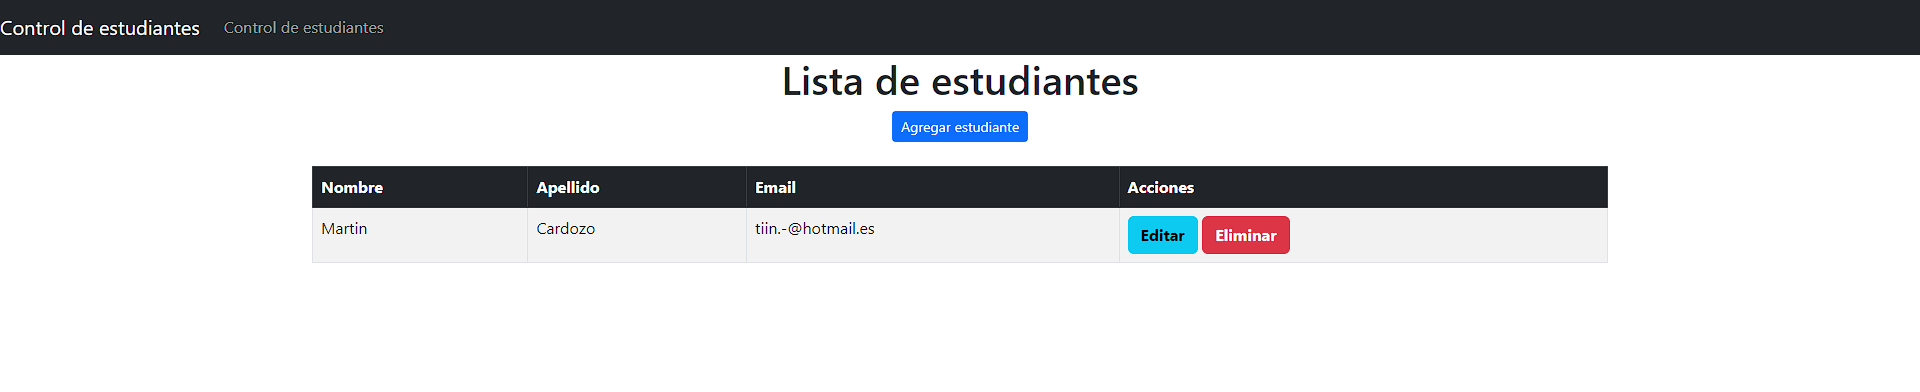 Control de estudiantes Control de estudiantes
Lista de estudiantes
Agregar estudiante
Nombre Apellido Email Acciones
Martin Cardozo tiin.-@hotmail.es Editar Eliminar